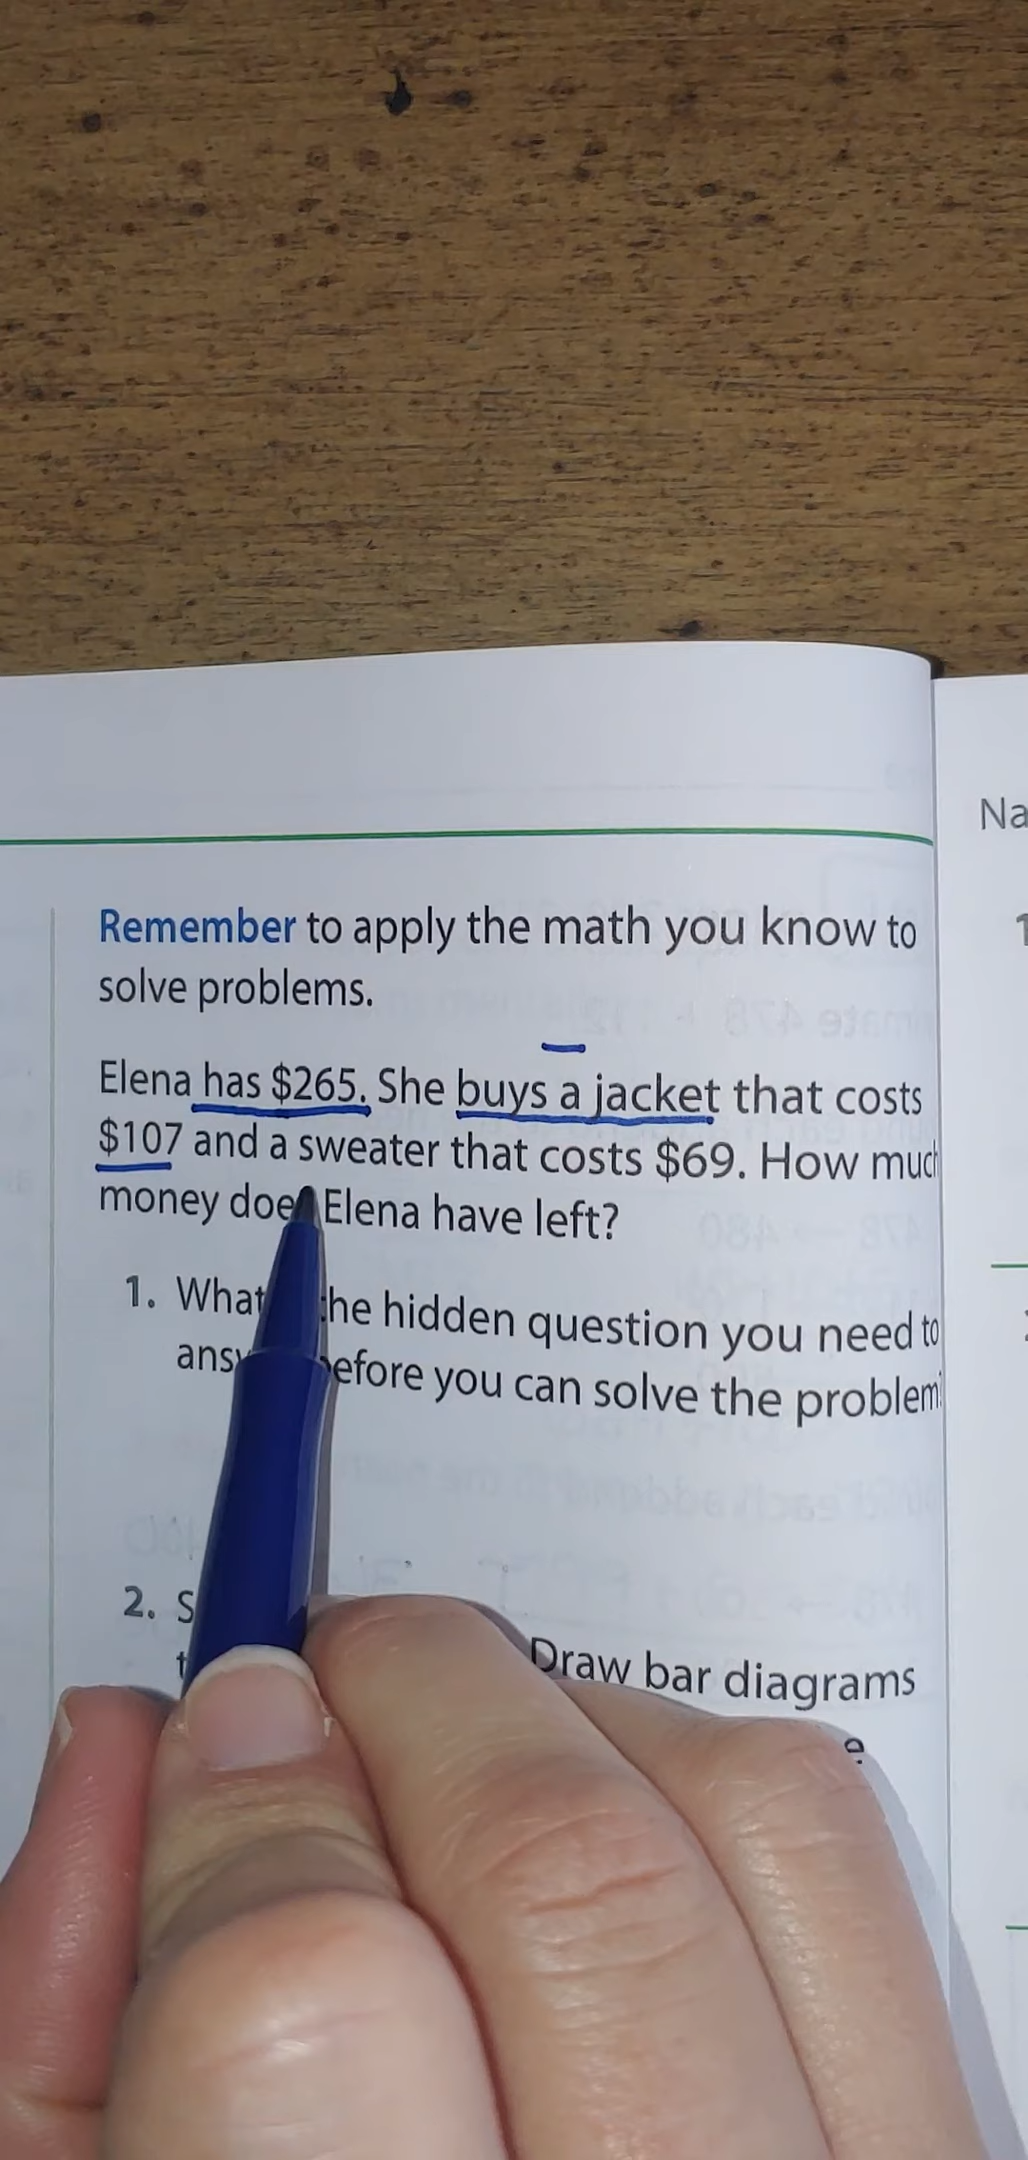 Remember to apply the math you know to
solve problems.
Elena has $265. She buys a jacket that costs
$107 and a sweater that costs $69. How much
money does Elena have left?
1. What the hidden question you need to
before you can solve the problem?
2.
Draw bar diagrams
Na